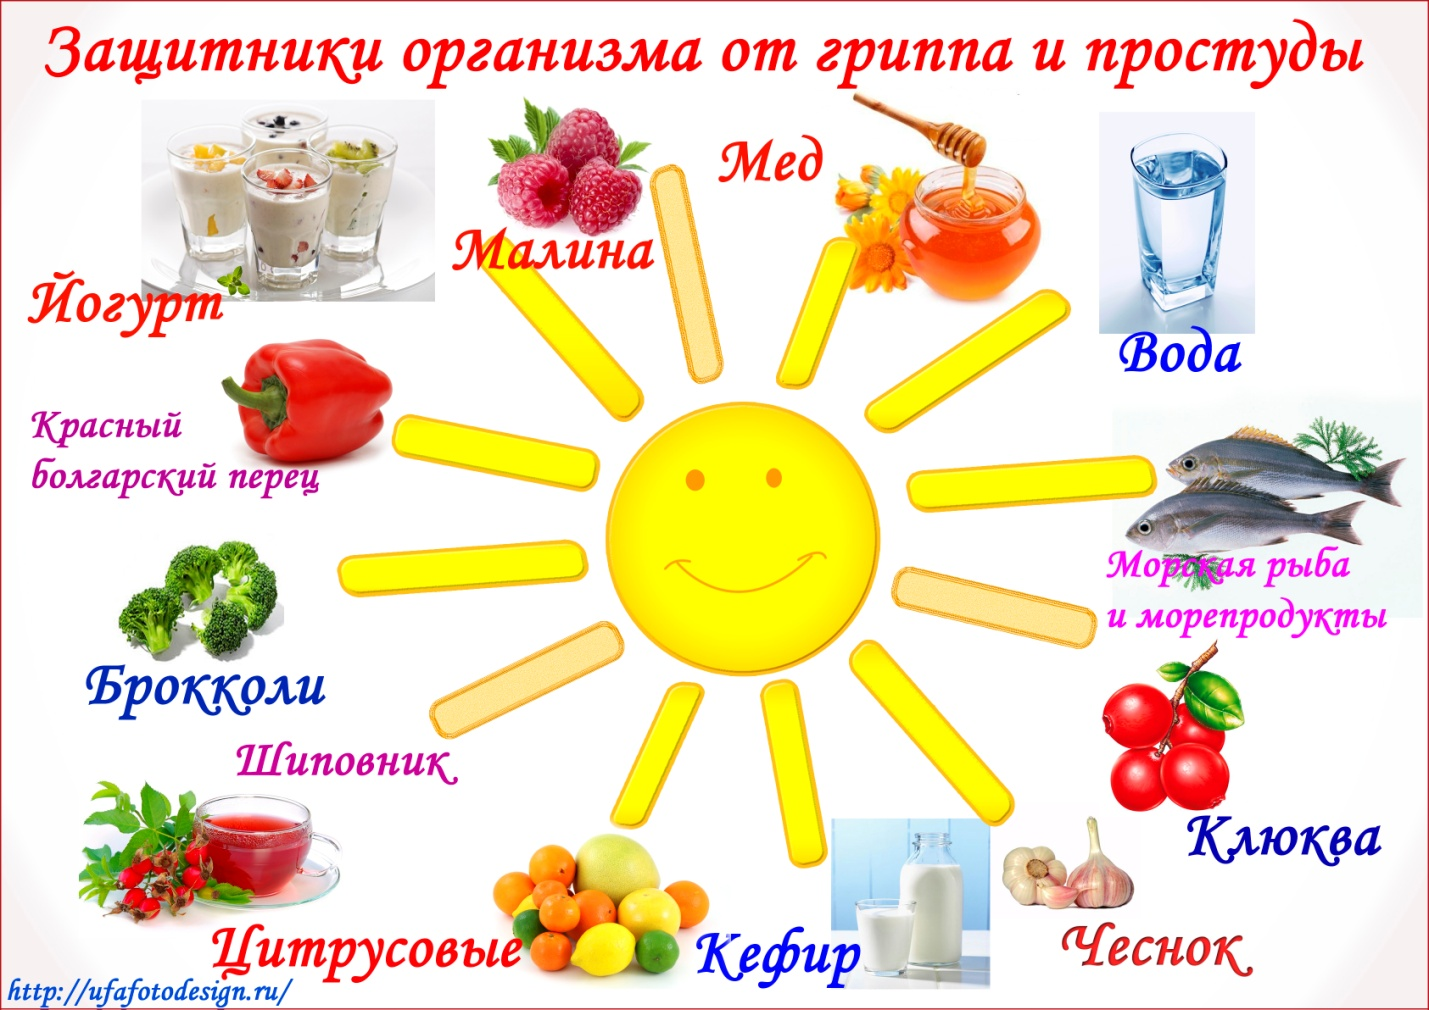 Защитники организма от гриппа и простуды
Йогурт
Малина
Мед
Вода
Красный
болгарский перец
Морская рыба
и морепродукты
Брокколи
Шиповник
Клюква
Цитрусовые
Кефир
Чеснок
http://ufafotodesign.ru/